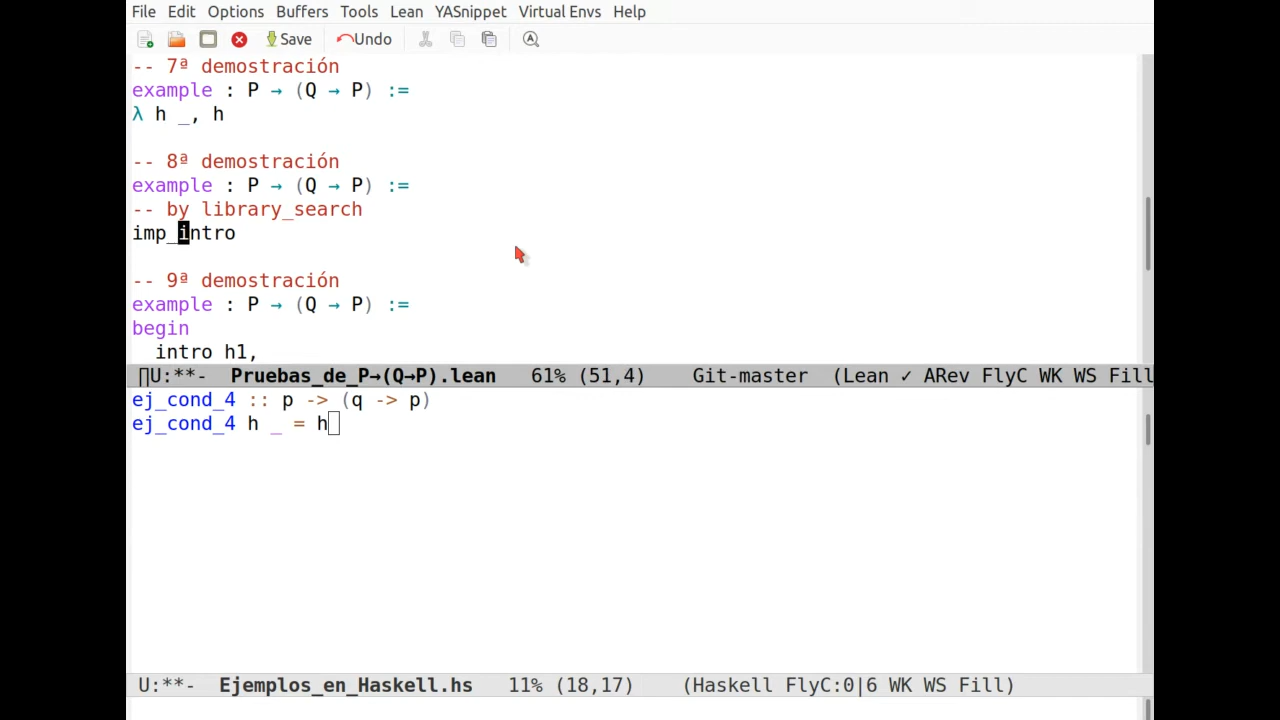 File Edit Options Buffers Tools Lean YASnippet Virtual Envs Help
Save Undo
-- 7ª demostración
example : P → (Q → P) :=
λ h _, h
-- 8ª demostración
example : P → (Q → P) :=
-- by library_search
imp_intro
-- 9ª demostración
example : P → (Q → P) :=
begin
intro h1,
∏U:**- Pruebas_de_P→(Q→P).lean 61% (51,4) Git-master (Lean ✓ ARev FlyC WK WS Fill
ej_cond_4 :: p -> (q -> p)
ej_cond_4 h _ = h
U:**- Ejemplos_en_Haskell.hs 11% (18,17) (Haskell FlyC:0|6 WK WS Fill)